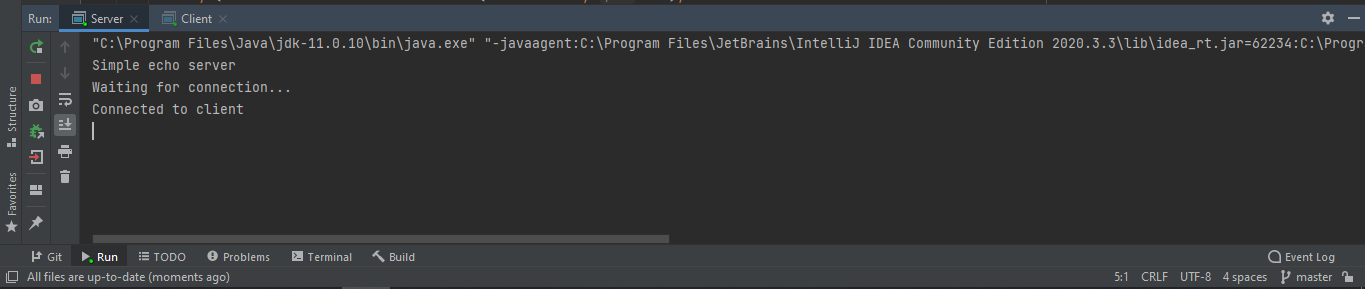 Run: Server Client
"C:\Program Files\Java\jdk-11.0.10\bin\java.exe" "-javaagent:C:\Program Files\JetBrains\IntelliJ IDEA Community Edition 2020.3.3\lib\idea_rt.jar=62234:C:\Progr
Simple echo server
Waiting for connection...
Connected to client
Structure
Favorites
Git Run TODO Problems Terminal Build Event Log
All files are up-to-date (moments ago) 5:1 CRLF UTF-8 4 spaces master